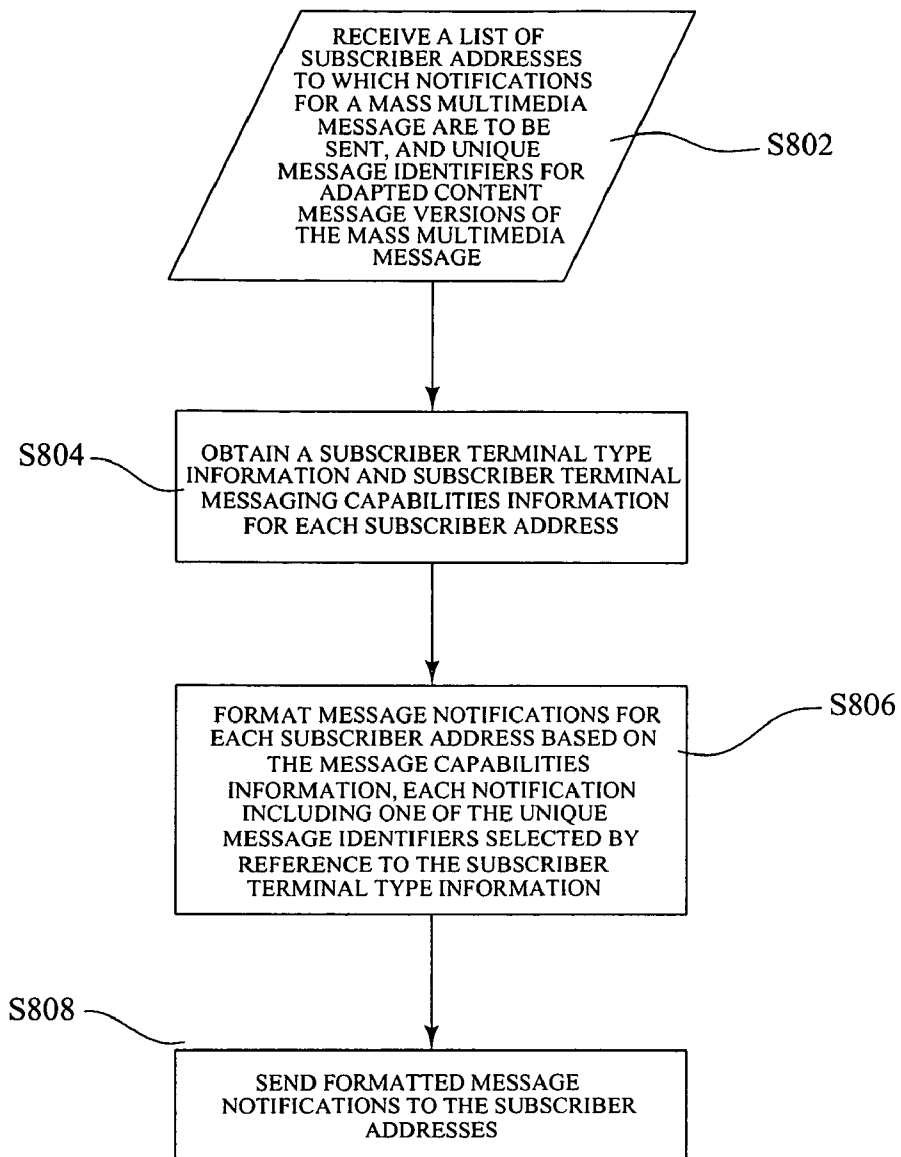 RECEIVE A LIST OF
SUBSCRIBER ADDRESSES
TO WHICH NOTIFICATIONS
FOR A MASS MULTIMEDIA
MESSAGE ARE TO BE
SENT, AND UNIQUE
MESSAGE IDENTIFIERS FOR
ADAPTED CONTENT
MESSAGE VERSIONS OF
THE MASS MULTIMEDIA
MESSAGE
S802
S804
OBTAIN A SUBSCRIBER TERMINAL TYPE
INFORMATION AND SUBSCRIBER TERMINAL
MESSAGING CAPABILITIES INFORMATION
FOR EACH SUBSCRIBER ADDRESS
S806
FORMAT MESSAGE NOTIFICATIONS FOR
EACH SUBSCRIBER ADDRESS BASED ON
THE MESSAGE CAPABILITIES
INFORMATION, EACH NOTIFICATION
INCLUDING ONE OF THE UNIQUE
MESSAGE IDENTIFIERS SELECTED BY
REFERENCE TO THE SUBSCRIBER
TERMINAL TYPE INFORMATION
S808
SEND FORMATTED MESSAGE
NOTIFICATIONS TO THE SUBSCRIBER
ADDRESSES